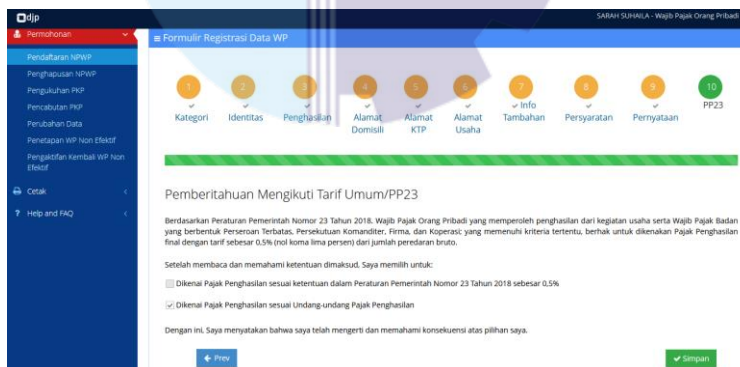 djp
SARAH SUHAILA - Wajib Pajak Orang Pribadi
Permohonan
Pendaftaran NPWP
Penghapusan NPWP
Pengukuhan PKP
Pencabutan PKP
Perubahan Data
Penetapan WP Non Efektif
Pengaktifan Kembali WP Non
Efektif
Cetak
Help and FAQ
Formulir Registrasi Data WP
1
Kategori
2
Identitas
3
Penghasilan
4
Alamat
Domisili
5
Alamat
KTP
6
Alamat
Usaha
7
Info
Tambahan
8
Persyaratan
9
Pernyataan
10
PP23
Pemberitahuan Mengikuti Tarif Umum/PP23
Berdasarkan Peraturan Pemerintah Nomor 23 Tahun 2018. Wajib Pajak Orang Pribadi yang memperoleh penghasilan dari kegiatan usaha serta Wajib Pajak Badan
yang berbentuk Perseroan Terbatas, Persekutuan Komanditer, Firma, dan Koperasi; yang memenuhi kriteria tertentu, berhak untuk dikenakan Pajak Penghasilan
final dengan tarif sebesar 0.5% (nol koma lima persen) dari jumlah peredaran bruto.
Setelah membaca dan memahami ketentuan dimaksud, Saya memilih untuk:
Dikenai Pajak Penghasilan sesuai ketentuan dalam Peraturan Pemerintah Nomor 23 Tahun 2018 sebesar 0,5%
Dikenai Pajak Penghasilan sesuai Undang-undang Pajak Penghasilan
Dengan ini, Saya menyatakan bahwa saya telah mengerti dan memahami konsekuensi atas pilihan saya.
Prev
Simpan